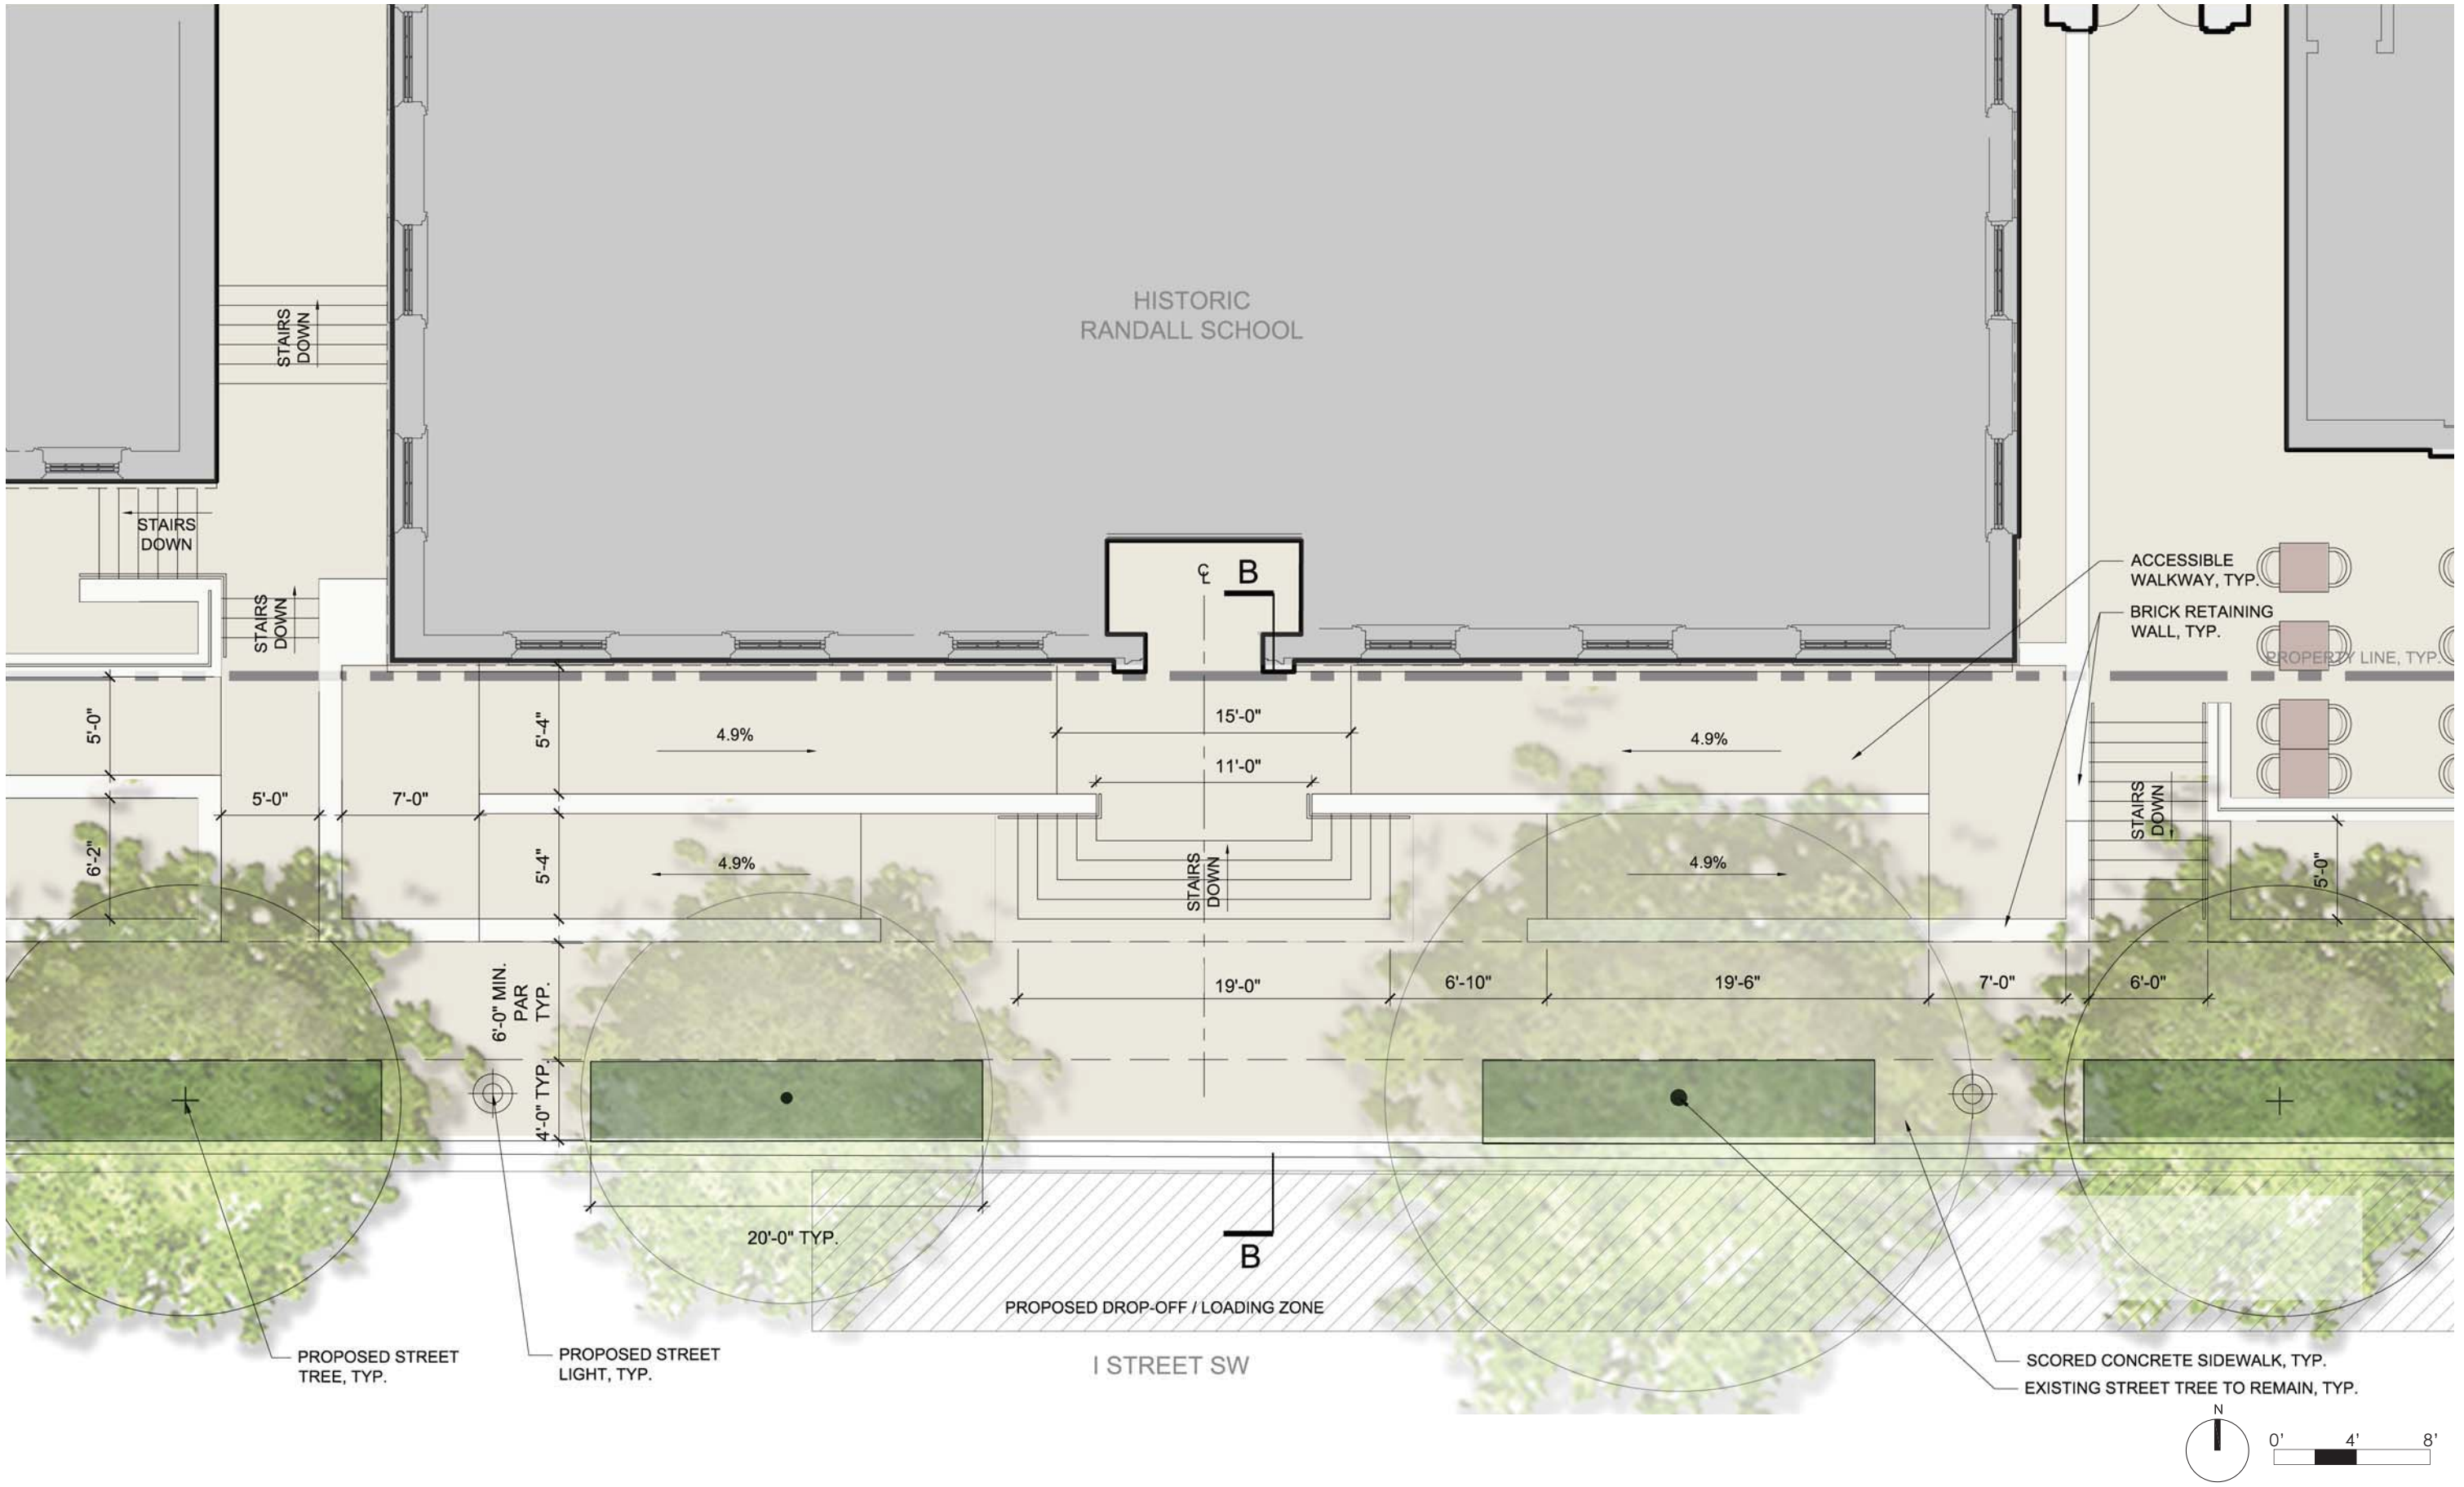 HISTORIC
RANDALL SCHOOL
STAIRS
DOWN
STAIRS
DOWN
STAIRS
DOWN
℄
B
ACCESSIBLE
WALKWAY, TYP.
BRICK RETAINING
WALL, TYP.
PROPERTY LINE, TYP.
5'-0"
5'-4"
4.9%
15'-0"
4.9%
11'-0"
5'-0"
7'-0"
6'-2"
5'-4"
4.9%
STAIRS
DOWN
4.9%
STAIRS
DOWN
5'-0"
6'-0" MIN.
PAR
TYP.
19'-0"
6'-10"
19'-6"
7'-0"
6'-0"
4'-0" TYP.
20'-0" TYP.
B
PROPOSED DROP-OFF / LOADING ZONE
PROPOSED STREET
TREE, TYP.
PROPOSED STREET
LIGHT, TYP.
I STREET SW
SCORED CONCRETE SIDEWALK, TYP.
EXISTING STREET TREE TO REMAIN, TYP.
N
0' 4' 8'